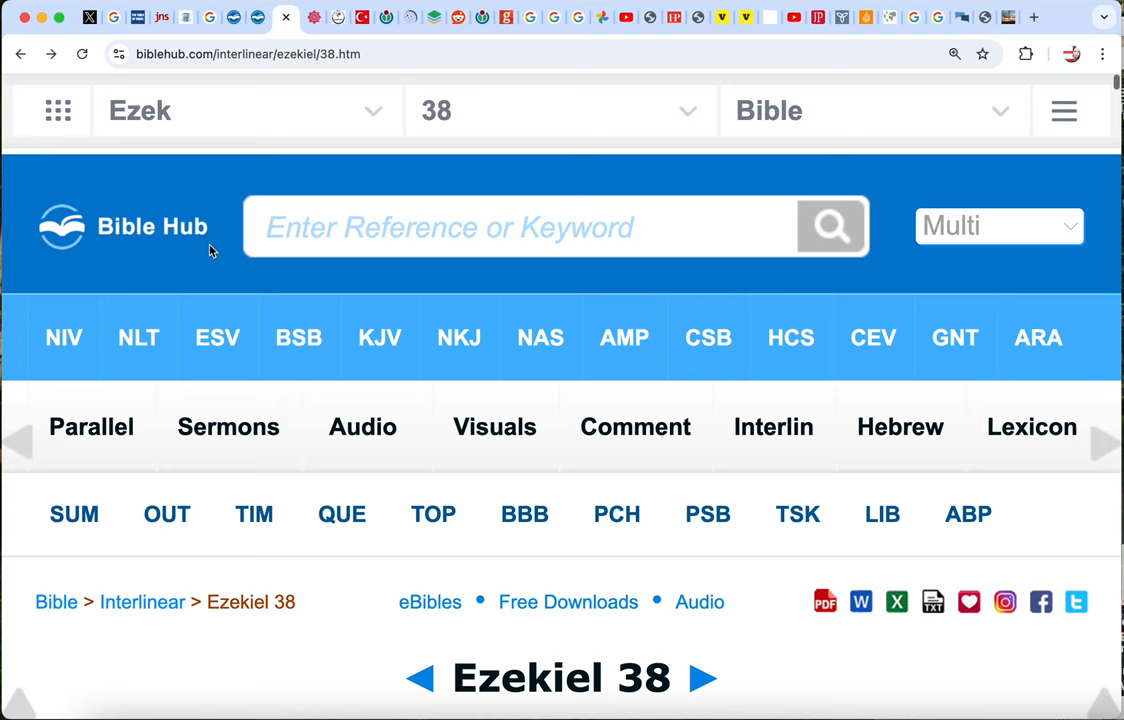 biblehub.com/interlinear/ezekiel/38.htm
Ezek 38 Bible
Bible Hub Enter Reference or Keyword Multi
NIV NLT ESV BSB KJV NKJ NAS AMP CSB HCS CEV GNT ARA
Parallel Sermons Audio Visuals Comment Interlin Hebrew Lexicon
SUM OUT TIM QUE TOP BBB PCH PSB TSK LIB ABP
Bible > Interlinear > Ezekiel 38 eBibles • Free Downloads • Audio PDF W X TXT
◄ Ezekiel 38 ►